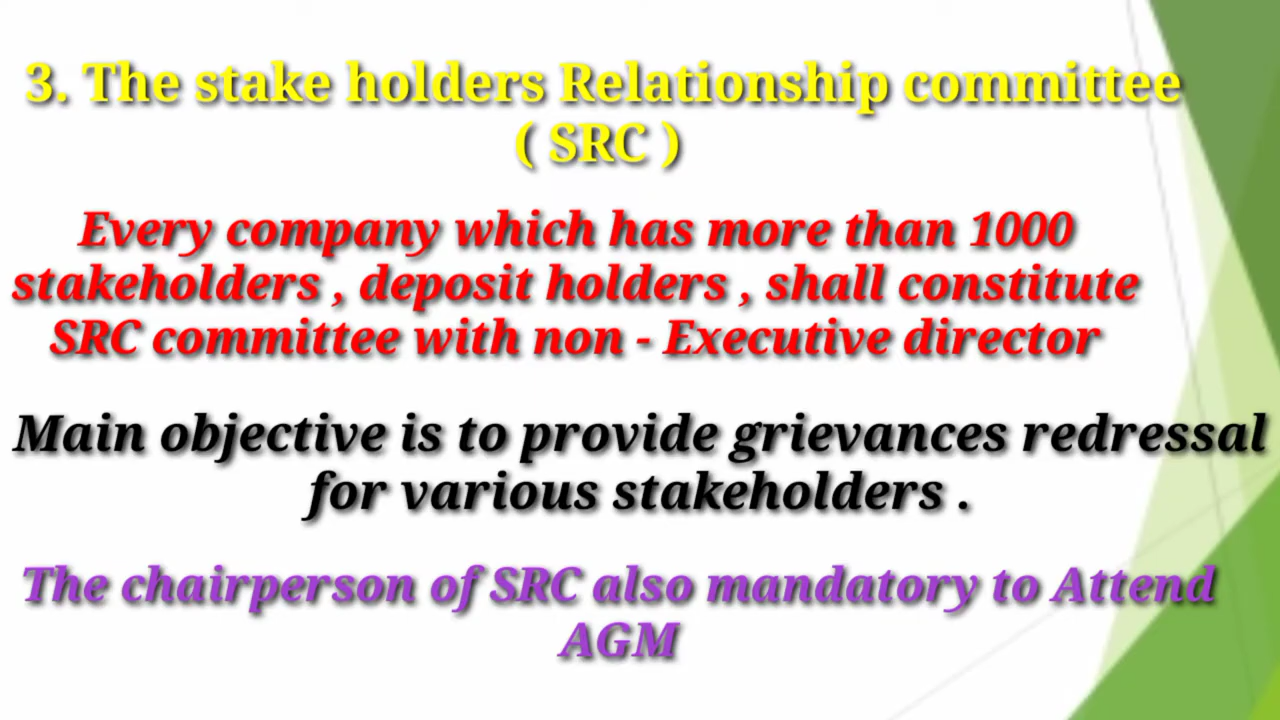 3. The stake holders Relationship committee
( SRC )
Every company which has more than 1000
stakeholders , deposit holders , shall constitute
SRC committee with non - Executive director
Main objective is to provide grievances redressal
for various stakeholders .
The chairperson of SRC also mandatory to Attend
AGM